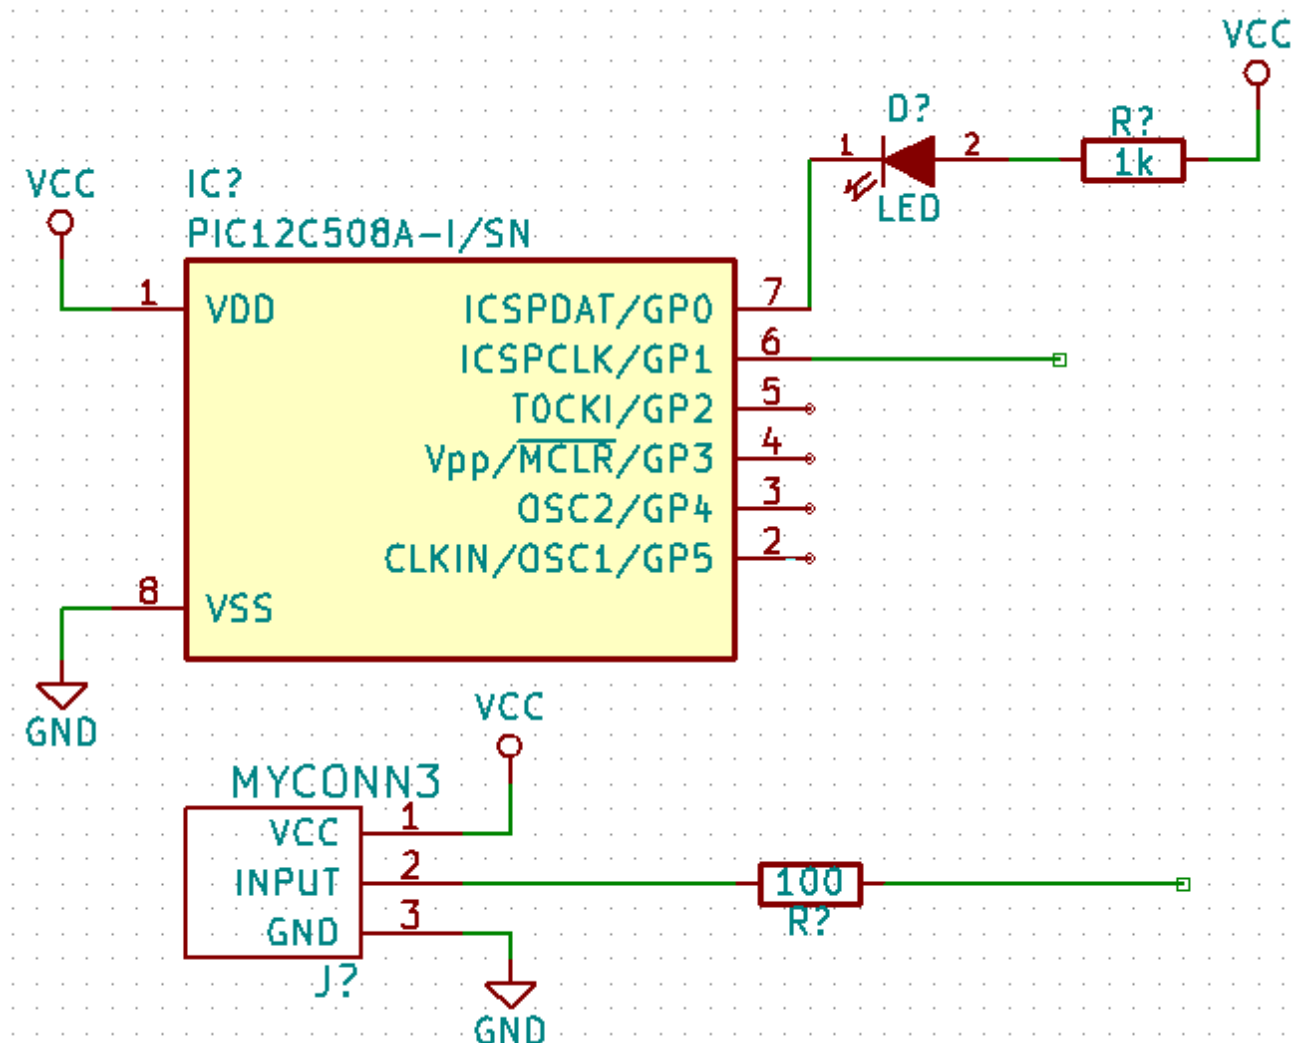 VCC
D?
R?
1
2
1k
LED
VCC
IC?
PIC12C508A-I/SN
1
VDD
ICSPDAT/GP0
7
ICSPCLK/GP1
6
T0CKI/GP2
5
Vpp/MCLR/GP3
4
OSC2/GP4
3
CLKIN/OSC1/GP5
2
8
VSS
GND
VCC
MYCONN3
VCC
1
INPUT
2
100
GND
3
R?
J?
GND